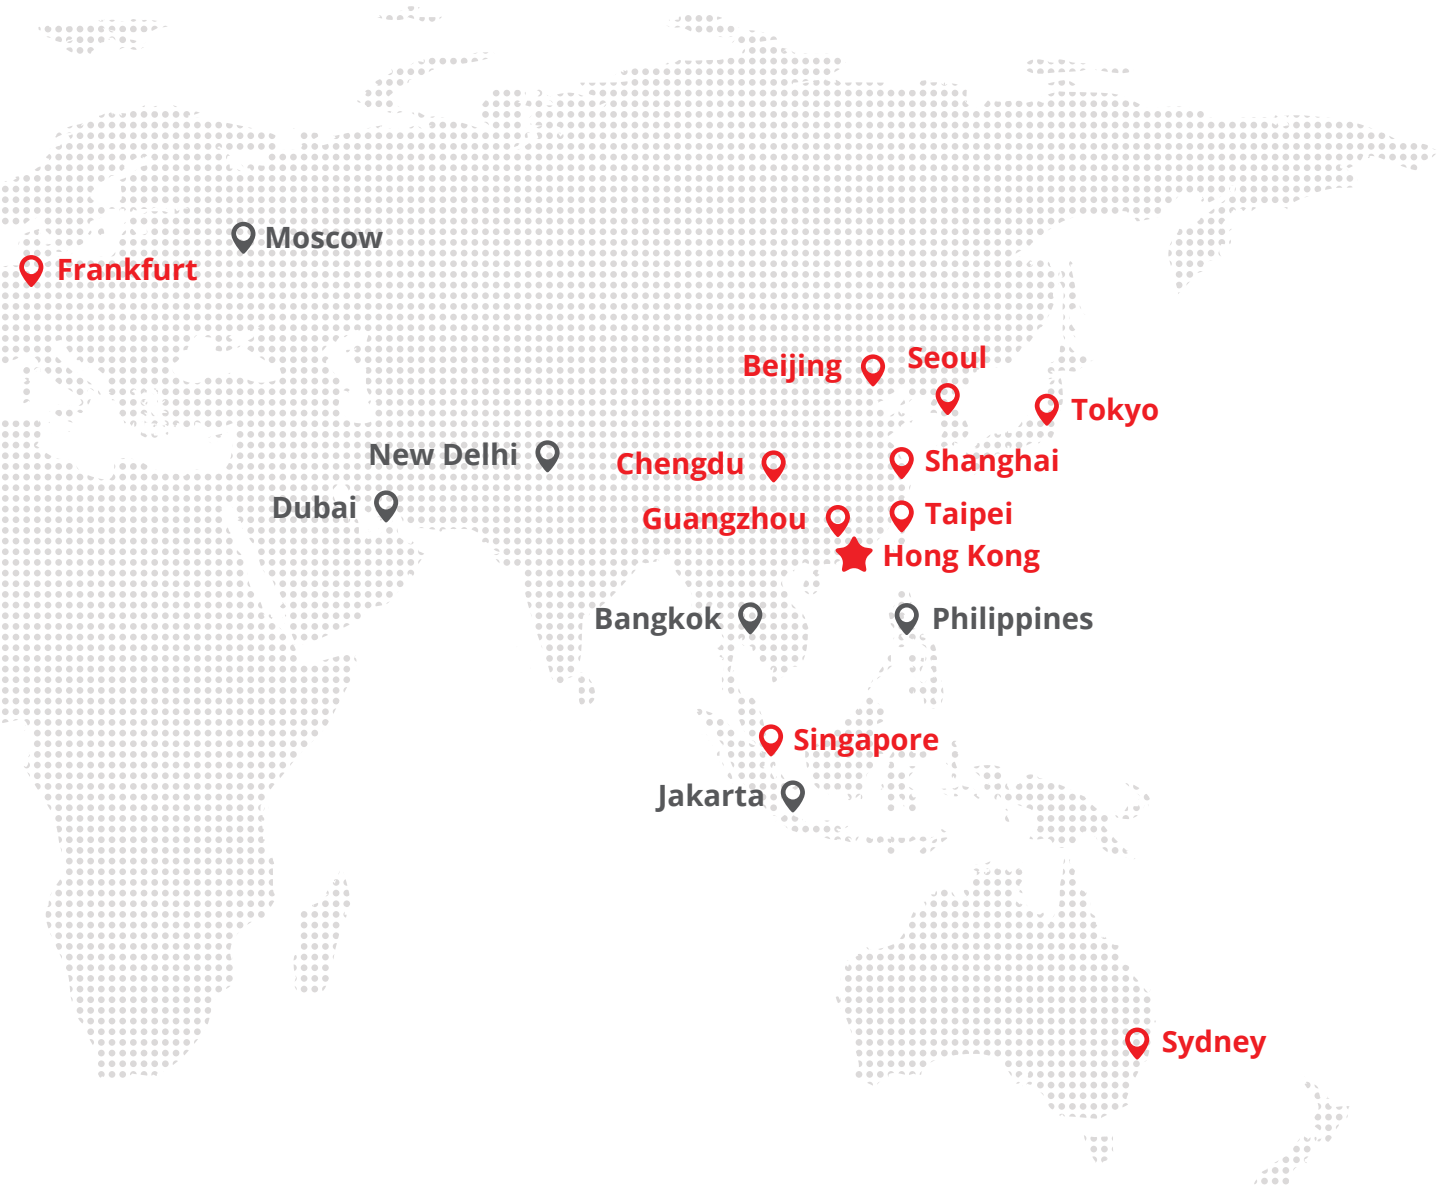 Moscow
Frankfurt
Seoul
Beijing
Tokyo
New Delhi
Chengdu
Shanghai
Dubai
Guangzhou
Taipei
Hong Kong
Bangkok
Philippines
Singapore
Jakarta
Sydney